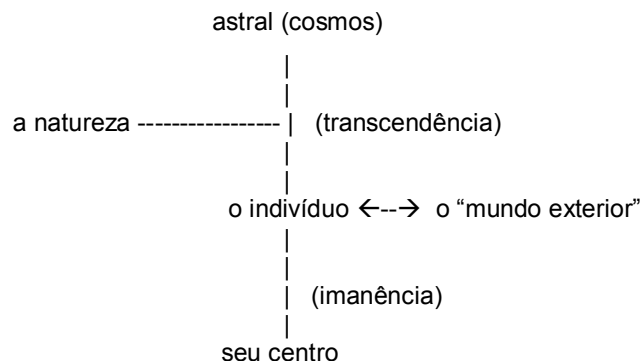 astral (cosmos)
|
|
a natureza ----------------- | (transcendência)
|
|
o indivíduo ←--→ o “mundo exterior”
|
|
| (imanência)
|
seu centro